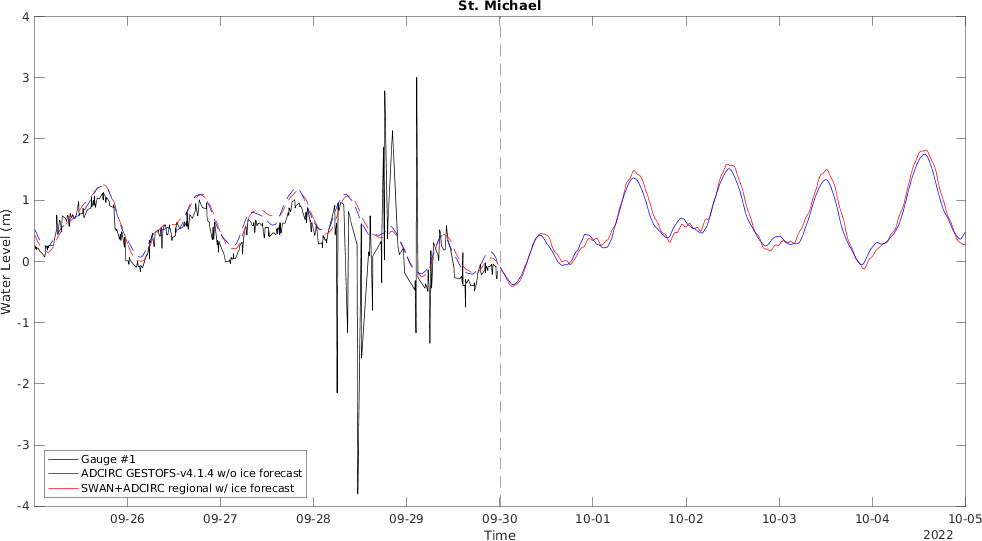 St. Michael
4
3
2
1
0
-1
-2
-3
-4
Water Level (m)
Gauge #1
ADCIRC GESTOFS-v4.1.4 w/o ice forecast
SWAN+ADCIRC regional w/ ice forecast
09-26 09-27 09-28 09-29 09-30 10-01 10-02 10-03 10-04 10-05
Time
2022